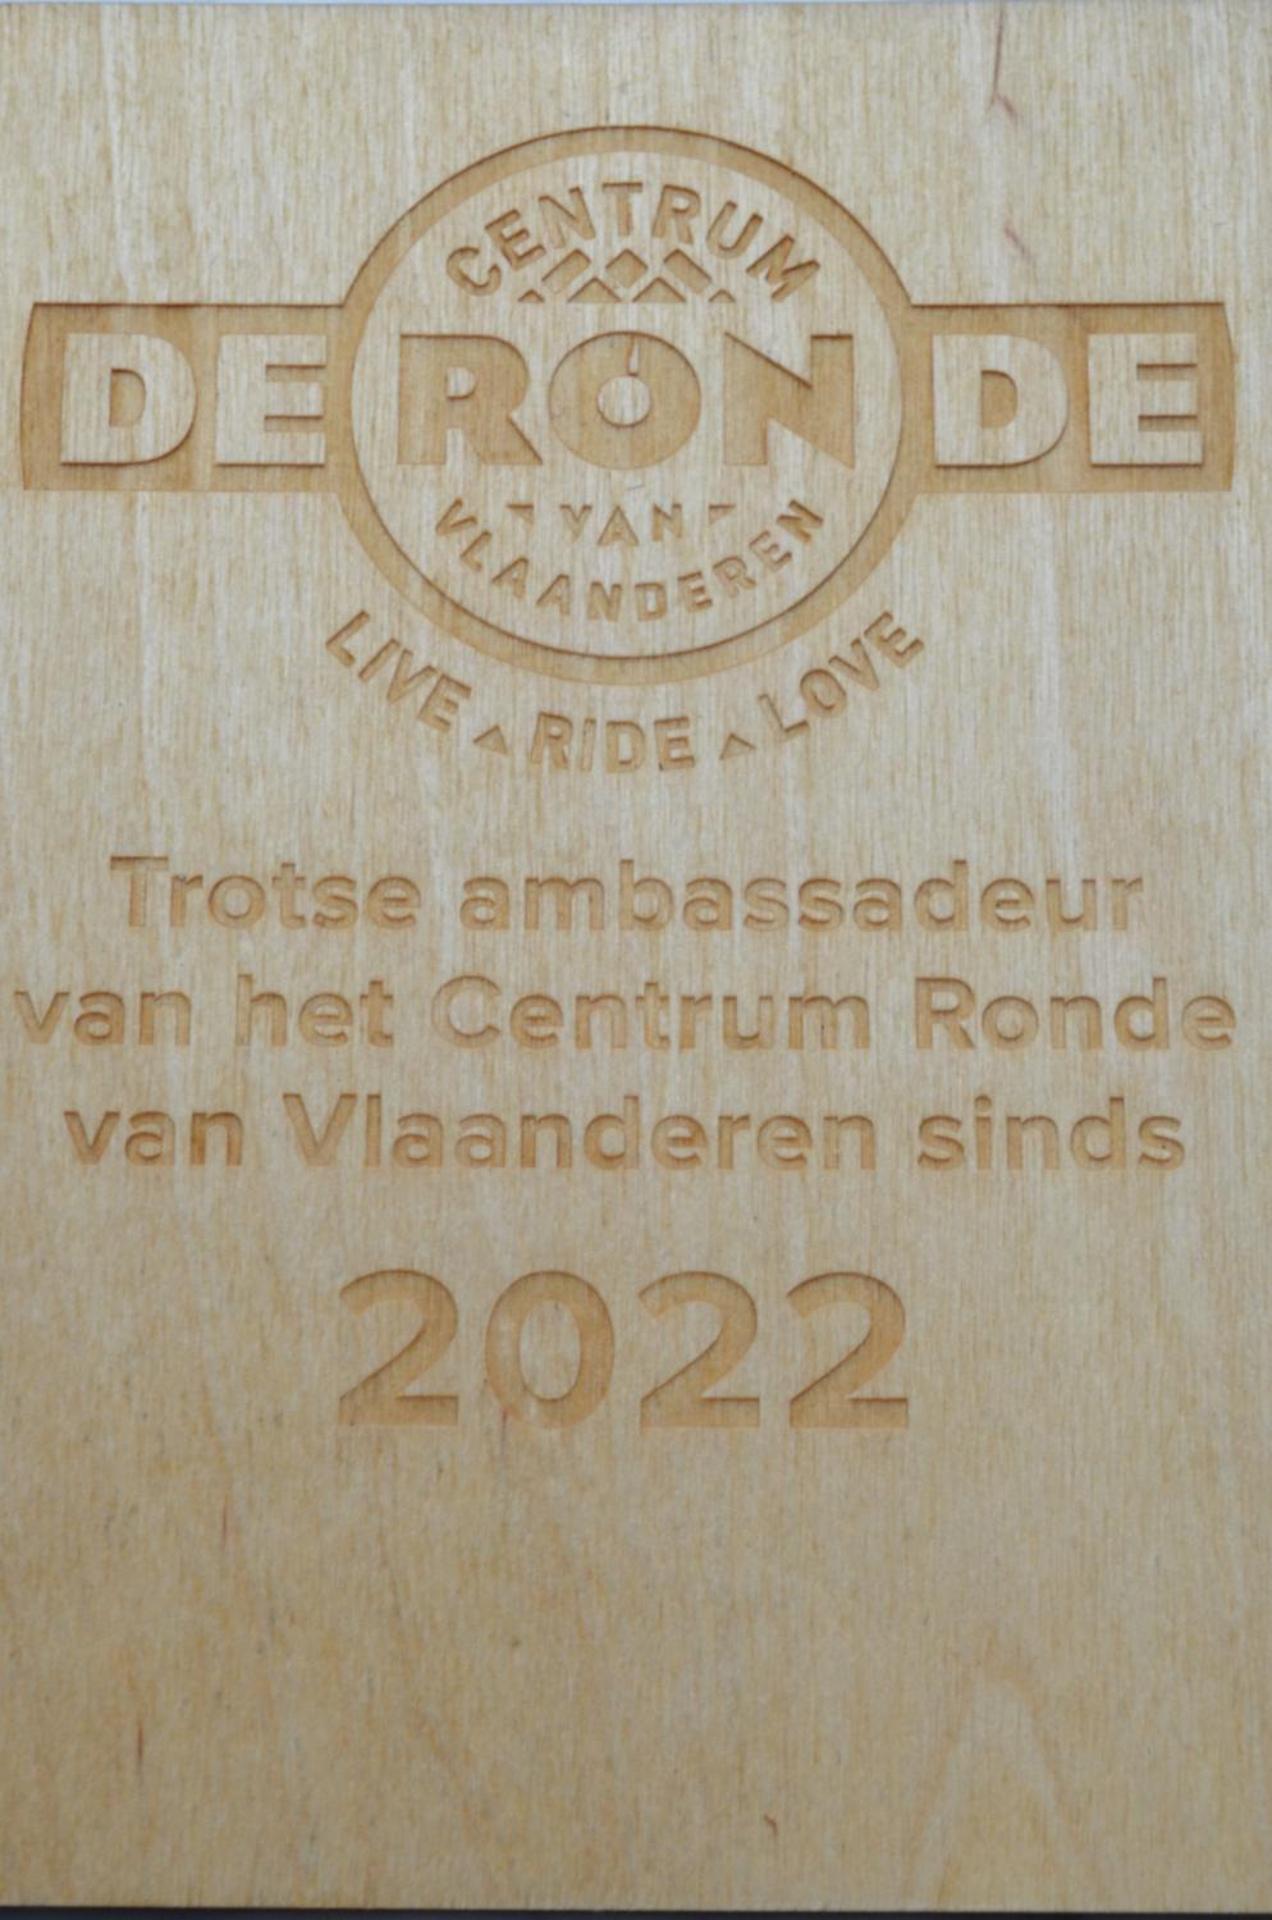 CENTRUM
DE RONDE
VAN
VLAANDEREN
LIVE RIDE LOVE
Trotse ambassadeur
van het Centrum Ronde
van Vlaanderen sinds
2022